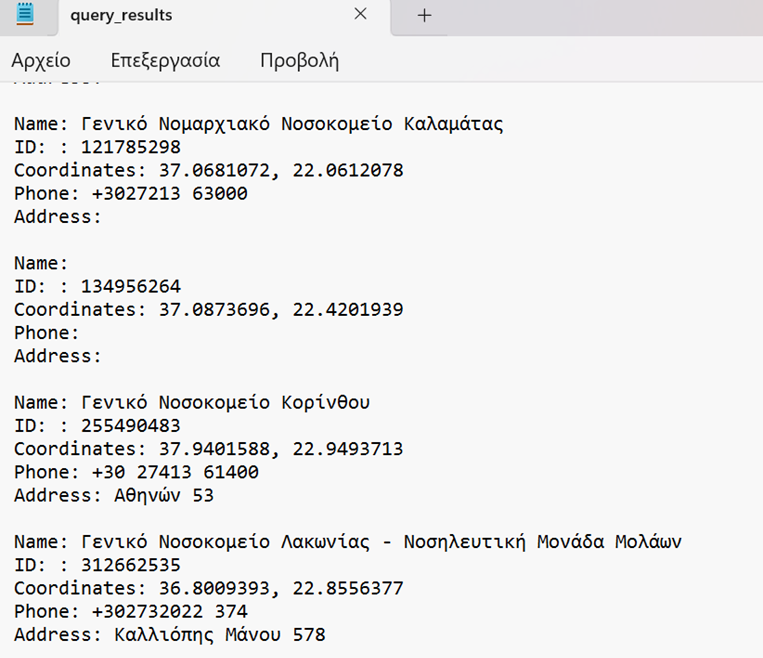 query_results
Αρχείο Επεξεργασία Προβολή
Name: Γενικό Νομαρχιακό Νοσοκομείο Καλαμάτας
ID: : 121785298
Coordinates: 37.0681072, 22.0612078
Phone: +3027213 63000
Address:
Name:
ID: : 134956264
Coordinates: 37.0873696, 22.4201939
Phone:
Address:
Name: Γενικό Νοσοκομείο Κορίνθου
ID: : 255490483
Coordinates: 37.9401588, 22.9493713
Phone: +30 27413 61400
Address: Αθηνών 53
Name: Γενικό Νοσοκομείο Λακωνίας - Νοσηλευτική Μονάδα Μολάων
ID: : 312662535
Coordinates: 36.8009393, 22.8556377
Phone: +302732022 374
Address: Καλλιόπης Μάνου 578